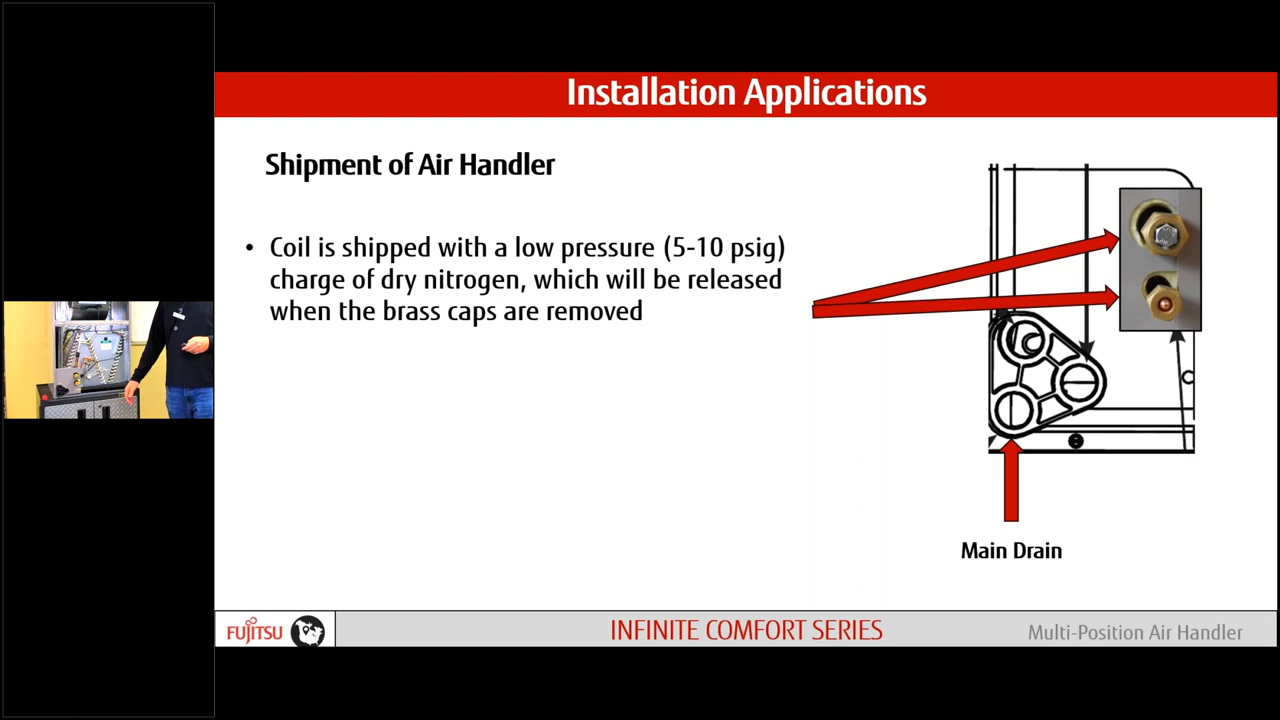 Installation Applications
Shipment of Air Handler
• Coil is shipped with a low pressure (5-10 psig)
charge of dry nitrogen, which will be released
when the brass caps are removed
Main Drain
FUJITSU
INFINITE COMFORT SERIES
Multi-Position Air Handler